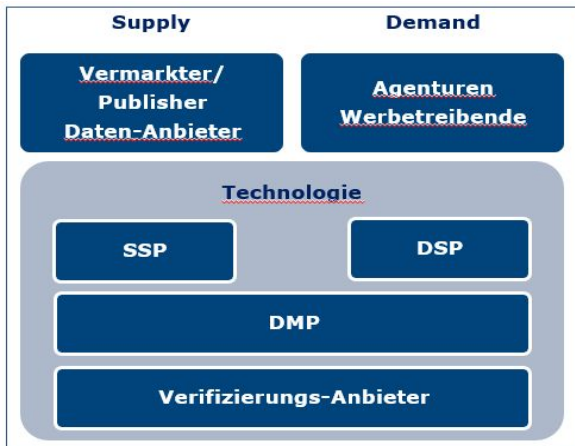 Supply
Demand
Vermarkter/
Publisher
Daten-Anbieter
Agenturen
Werbetreibende
Technologie
SSP
DSP
DMP
Verifizierungs-Anbieter